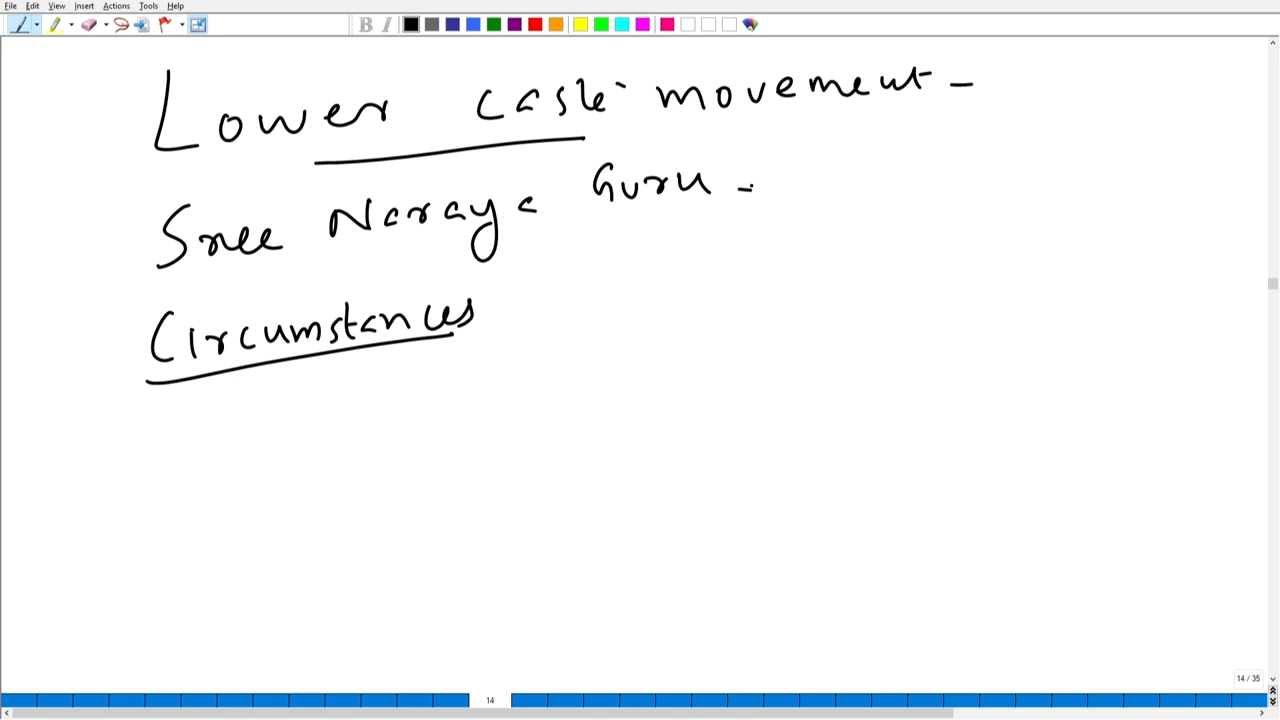 File Edit View Insert Actions Tools Help
B I
Lower caste movement -
Sree Naraya Guru -
Circumstances
14 / 35
14